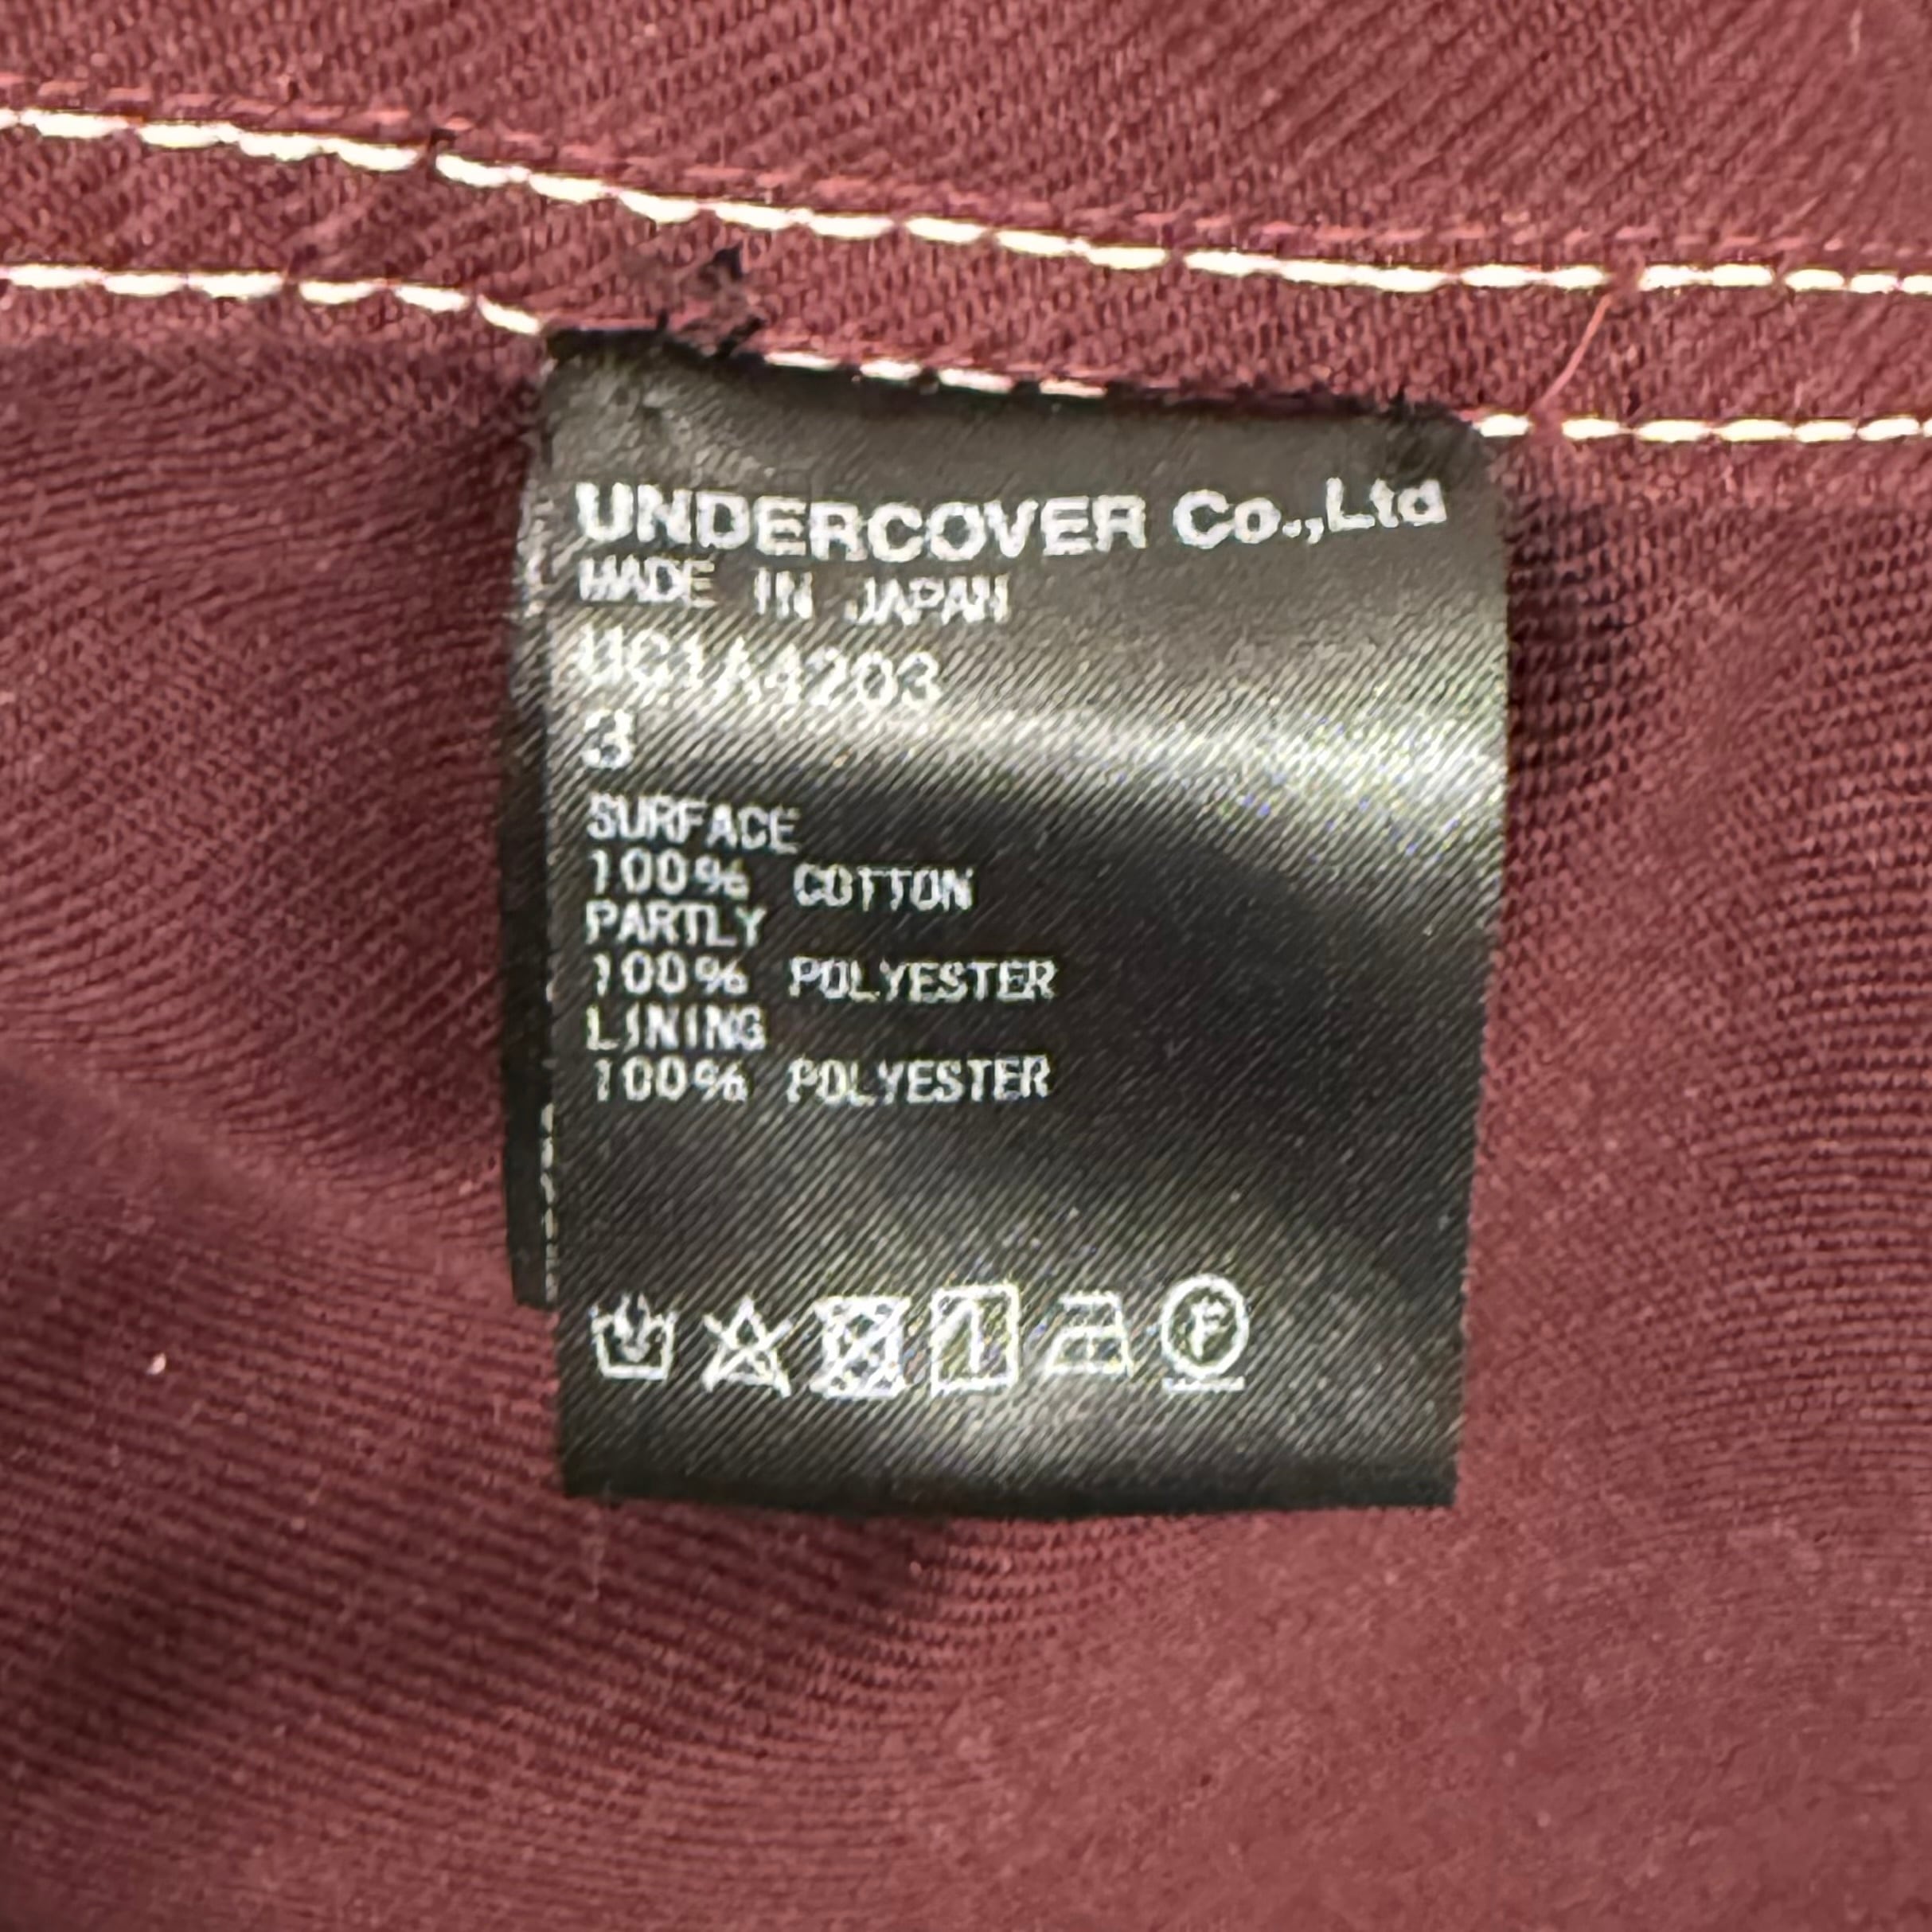 UNDERCOVER Co.,Ltd
MADE IN JAPAN
UC1A4203
3
SURFACE
100% COTTON
PARTLY
100% POLYESTER
LINING
100% POLYESTER
F